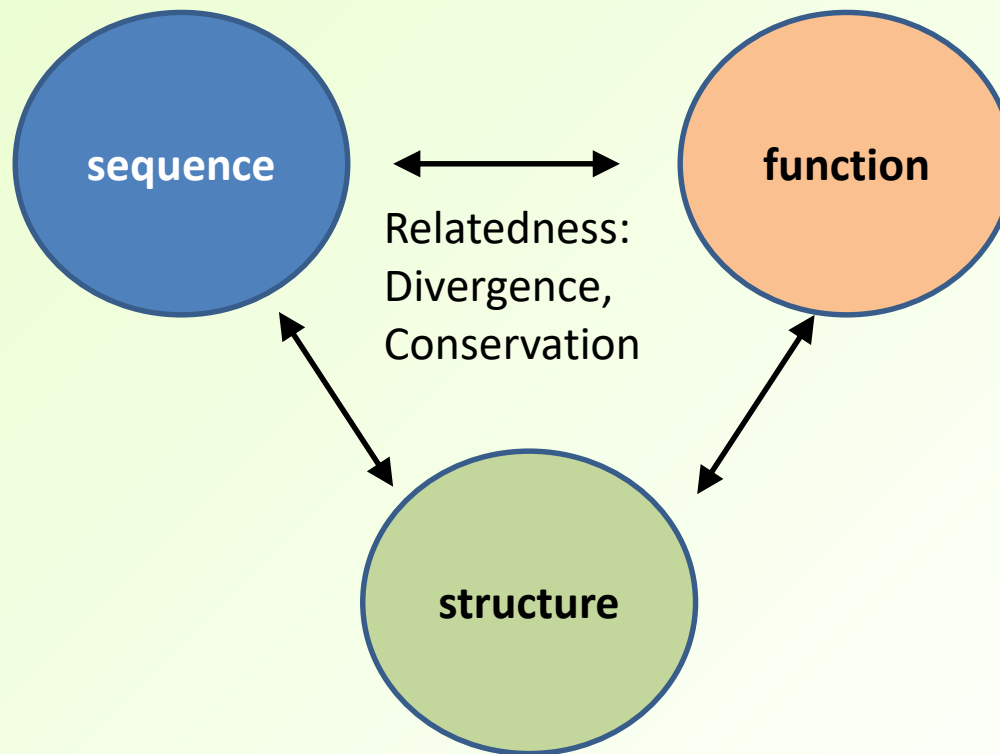 sequence
function
Relatedness:
Divergence,
Conservation
structure